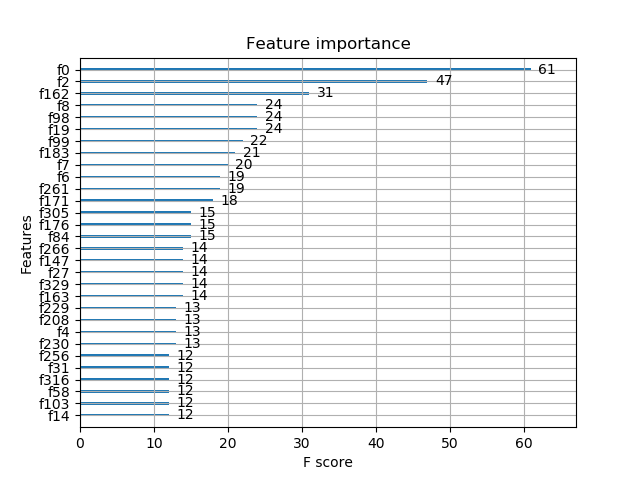 Feature importance
f0 61
f2 47
f162 31
f8 24
f98 24
f19 24
f99 22
f183 21
f7 20
f6 19
f261 19
f171 18
f305 15
f176 15
f84 15
f266 14
f147 14
f27 14
f329 14
f163 14
f229 13
f208 13
f4 13
f230 13
f256 12
f31 12
f316 12
f58 12
f103 12
f14 12
Features
0 10 20 30 40 50 60
F score